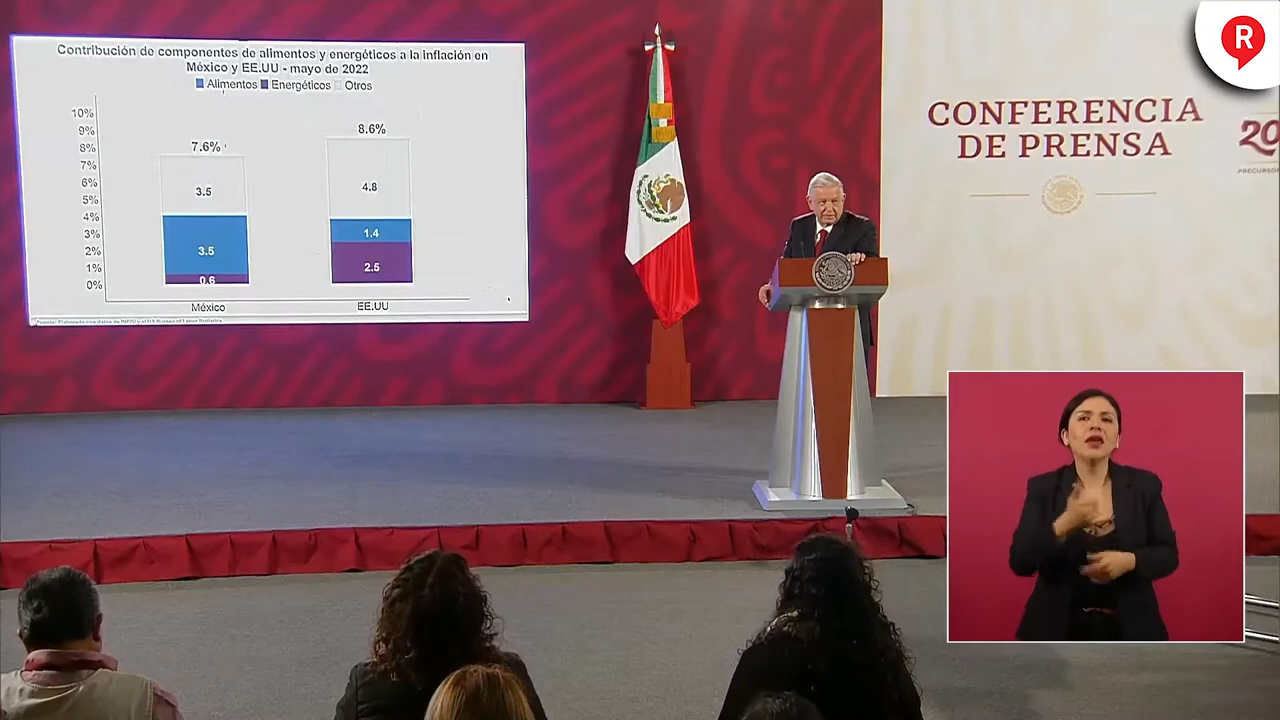 Contribución de componentes de alimentos y energéticos a la inflación en
México y EE.UU - mayo de 2022
Alimentos Energéticos Otros
10%
9%
8%
7%
6%
5%
4%
3%
2%
1%
0%
7.6%
3.5
3.5
0.6
México
8.6%
4.8
1.4
2.5
EE.UU
CONFERENCIA
DE PRENSA
20
R